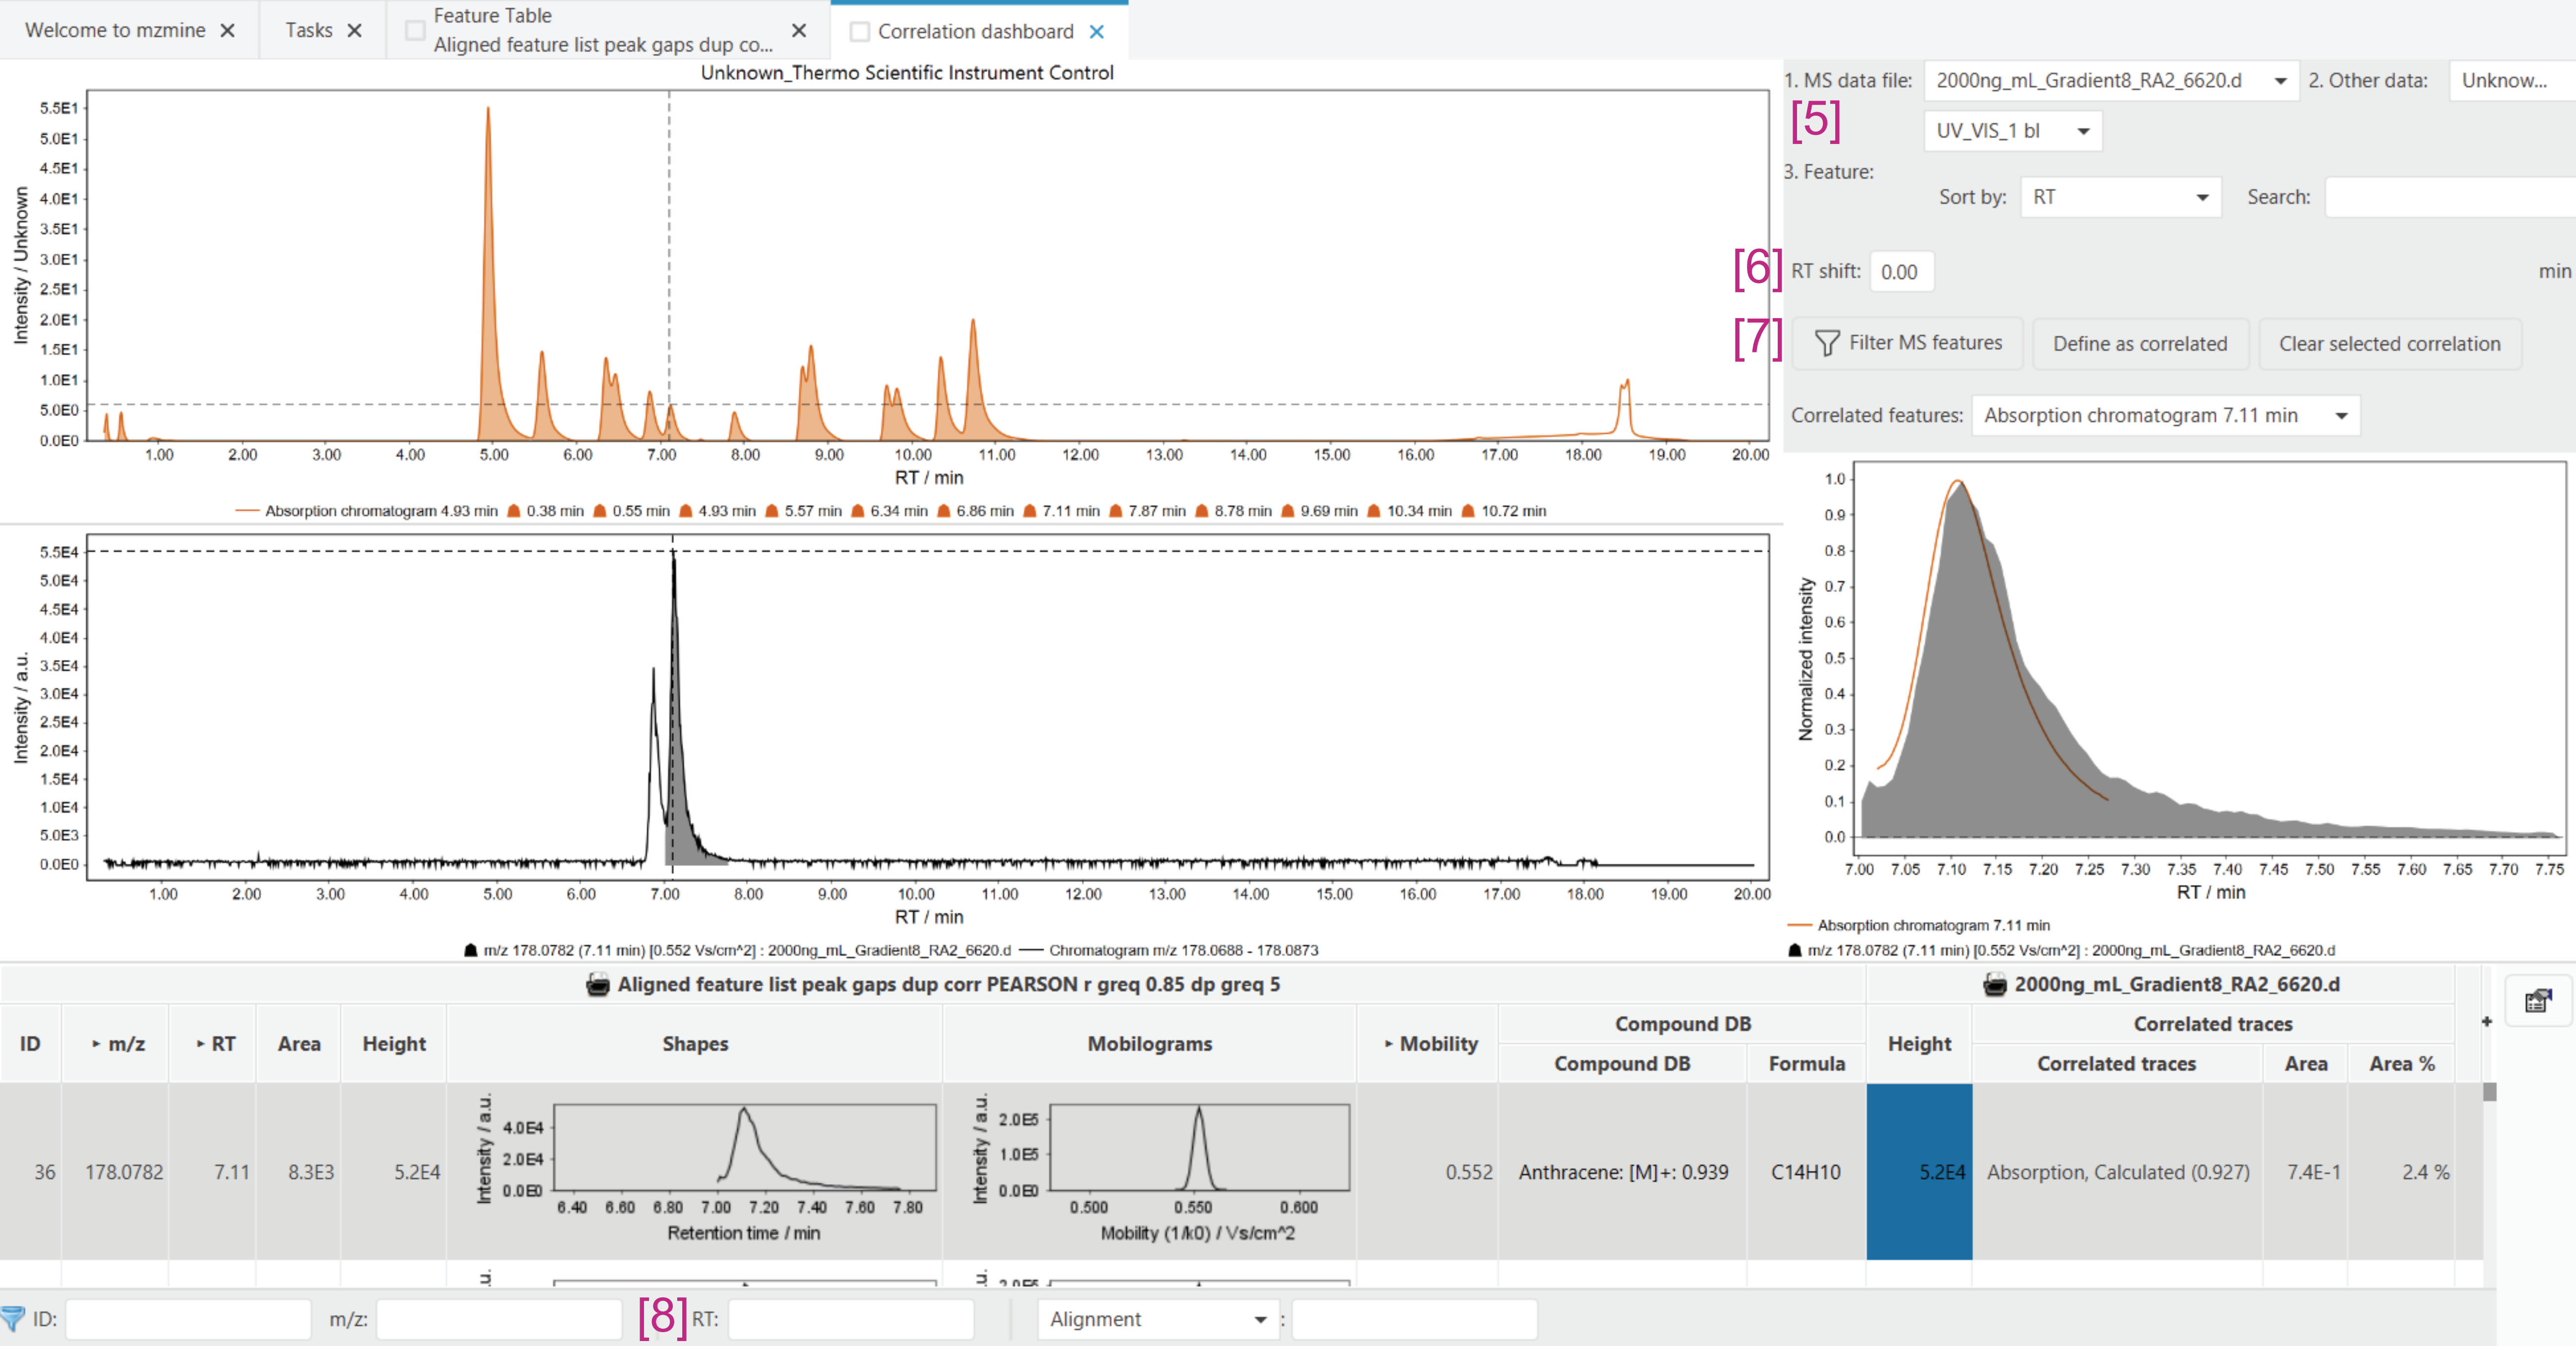 Welcome to mzmine ✕
Tasks ✕
Feature Table
Aligned feature list peak gaps dup co... ✕
Correlation dashboard ✕
Unknown_Thermo Scientific Instrument Control
Intensity / Unknown
5.5E1
5.0E1
4.5E1
4.0E1
3.5E1
3.0E1
2.5E1
2.0E1
1.5E1
1.0E1
5.0E0
0.0E0
1.00 2.00 3.00 4.00 5.00 6.00 7.00 8.00 9.00 10.00 11.00 12.00 13.00 14.00 15.00 16.00 17.00 18.00 19.00 20.00
RT / min
Absorption chromatogram 4.93 min 0.38 min 0.55 min 4.93 min 5.57 min 6.34 min 6.86 min 7.11 min 7.87 min 8.78 min 9.69 min 10.34 min 10.72 min
Intensity / a.u.
5.5E4
5.0E4
4.5E4
4.0E4
3.5E4
3.0E4
2.5E4
2.0E4
1.5E4
1.0E4
5.0E3
0.0E0
1.00 2.00 3.00 4.00 5.00 6.00 7.00 8.00 9.00 10.00 11.00 12.00 13.00 14.00 15.00 16.00 17.00 18.00 19.00 20.00
RT / min
m/z 178.0782 (7.11 min) [0.552 Vs/cm^2] : 2000ng_mL_Gradient8_RA2_6620.d Chromatogram m/z 178.0688 - 178.0873
1. MS data file: 2000ng_mL_Gradient8_RA2_6620.d 2. Other data: Unknow...
[5] UV_VIS_1 bl
3. Feature:
Sort by: RT Search:
[6] RT shift: 0.00 min
[7] Filter MS features Define as correlated Clear selected correlation
Correlated features: Absorption chromatogram 7.11 min
Normalized intensity
1.0
0.9
0.8
0.7
0.6
0.5
0.4
0.3
0.2
0.1
0.0
7.00 7.05 7.10 7.15 7.20 7.25 7.30 7.35 7.40 7.45 7.50 7.55 7.60 7.65 7.70 7.75
RT / min
Absorption chromatogram 7.11 min
m/z 178.0782 (7.11 min) [0.552 Vs/cm^2] : 2000ng_mL_Gradient8_RA2_6620.d
Aligned feature list peak gaps dup corr PEARSON r greq 0.85 dp greq 5 2000ng_mL_Gradient8_RA2_6620.d
Compound DB Correlated traces +
ID m/z RT Area Height Shapes Mobilograms Mobility Compound DB Formula Height Correlated traces Area Area %
36 178.0782 7.11 8.3E3 5.2E4
Intensity / a.u.
4.0E4
2.0E4
0.0E0
6.40 6.60 6.80 7.00 7.20 7.40 7.60 7.80
Retention time / min
Intensity / a.u.
2.0E5
1.0E5
0.0E0
0.500 0.550 0.600
Mobility (1/k0) / Vs/cm^2
0.552 Anthracene: [M]+: 0.939 C14H10 5.2E4 Absorption, Calculated (0.927) 7.4E-1 2.4 %
ID: m/z: [8] RT: Alignment :